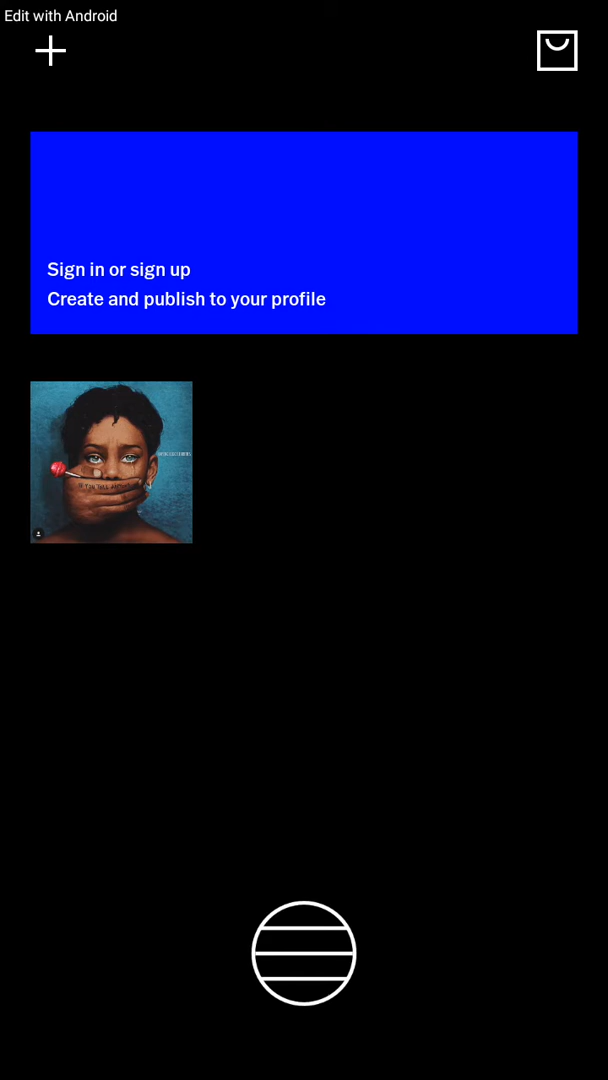 Edit with Android
Sign in or sign up
Create and publish to your profile